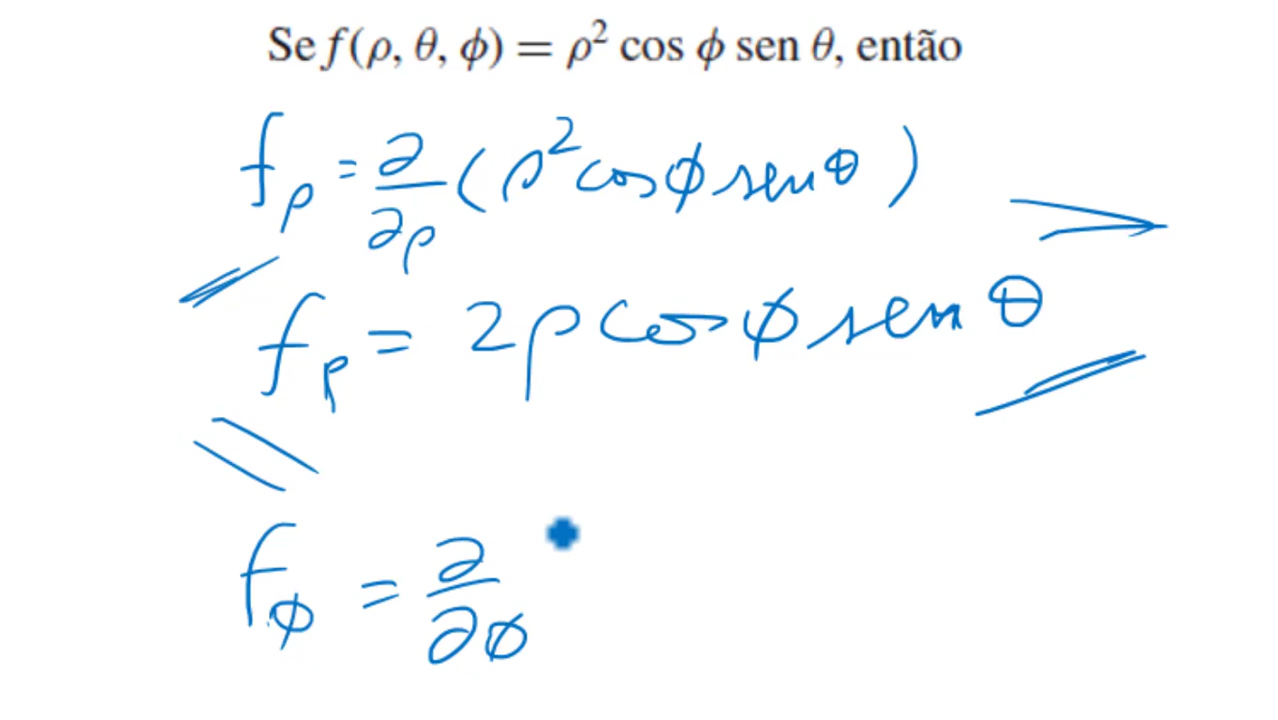 Se f(ρ, θ, ϕ) = ρ² cos ϕ sen θ, então
f_ρ = ∂/∂ρ (ρ² cos ϕ sen θ)
f_ρ = 2ρ cos ϕ sen θ
f_ϕ = ∂/∂ϕ